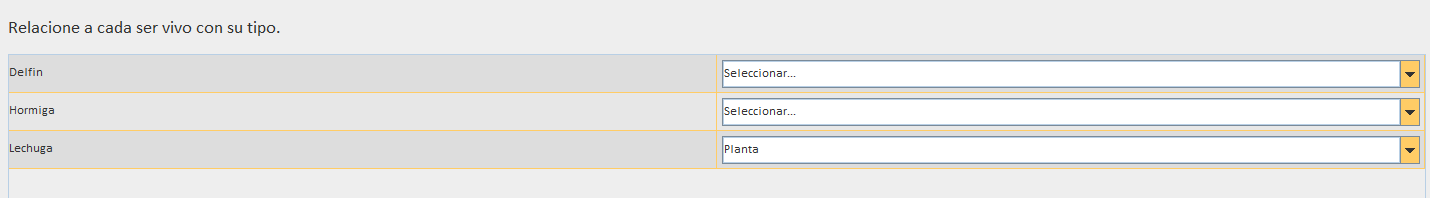 Relacione a cada ser vivo con su tipo.
Delfin
Seleccionar...
Hormiga
Seleccionar...
Lechuga
Planta